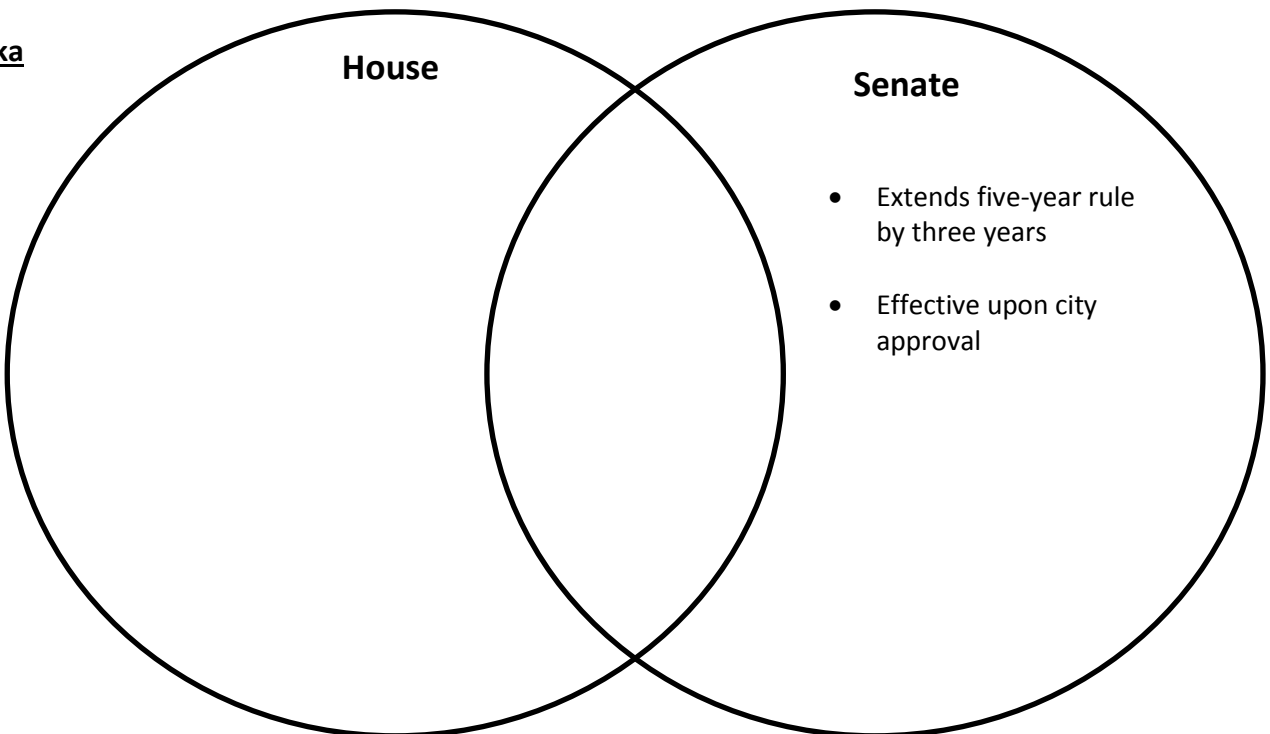 ka
House
Senate
• Extends five-year rule
by three years
• Effective upon city
approval